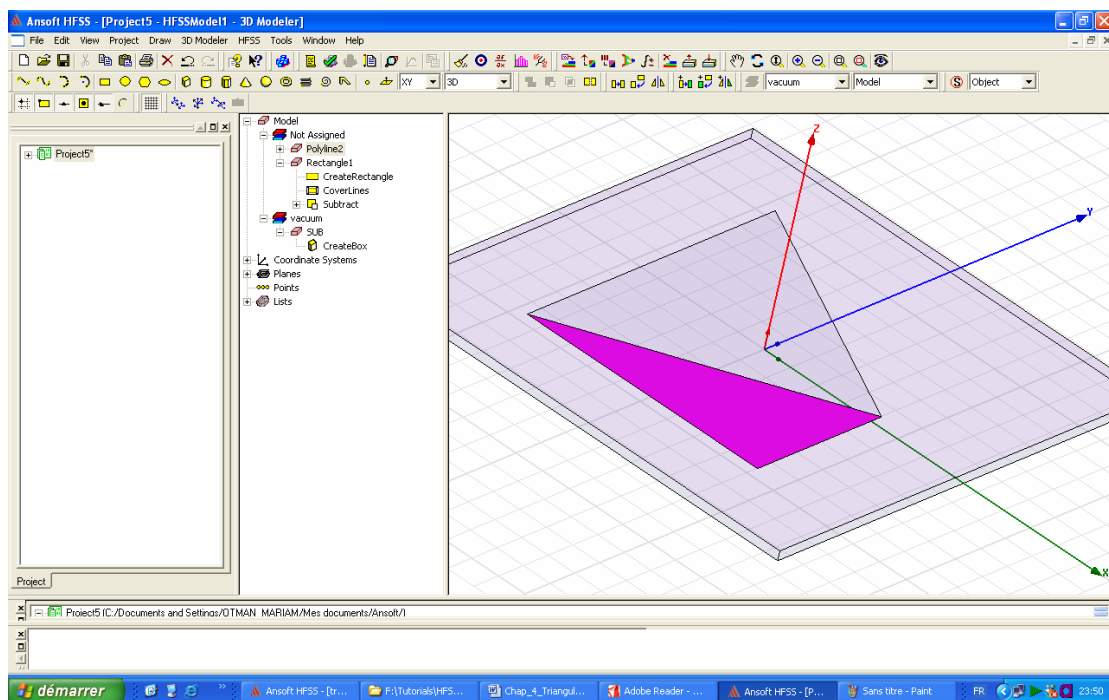 Ansoft HFSS - [Project5 - HFSSModel1 - 3D Modeler]
File Edit View Project Draw 3D Modeler HFSS Tools Window Help
XY 3D vacuum Model Object
Project5*
Project
Model
Not Assigned
Polyline2
Rectangle1
CreateRectangle
CoverLines
Subtract
vacuum
SUB
CreateBox
Coordinate Systems
Planes
Points
Lists
Z
Y
X
Project5 (C:/Documents and Settings/OTMAN MARIAM/Mes documents/Ansoft/)
démarrer » Ansoft HFSS - [tr... F:\Tutorials\HFS... Chap_4_Triangul... Adobe Reader - ... Ansoft HFSS - [P... Sans titre - Paint FR 23:50